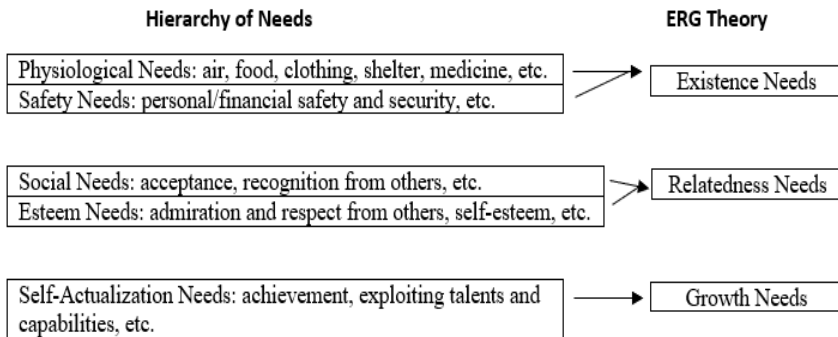 Hierarchy of Needs
ERG Theory
Physiological Needs: air, food, clothing, shelter, medicine, etc.
Safety Needs: personal/financial safety and security, etc.
Existence Needs
Social Needs: acceptance, recognition from others, etc.
Esteem Needs: admiration and respect from others, self-esteem, etc.
Relatedness Needs
Self-Actualization Needs: achievement, exploiting talents and
capabilities, etc.
Growth Needs